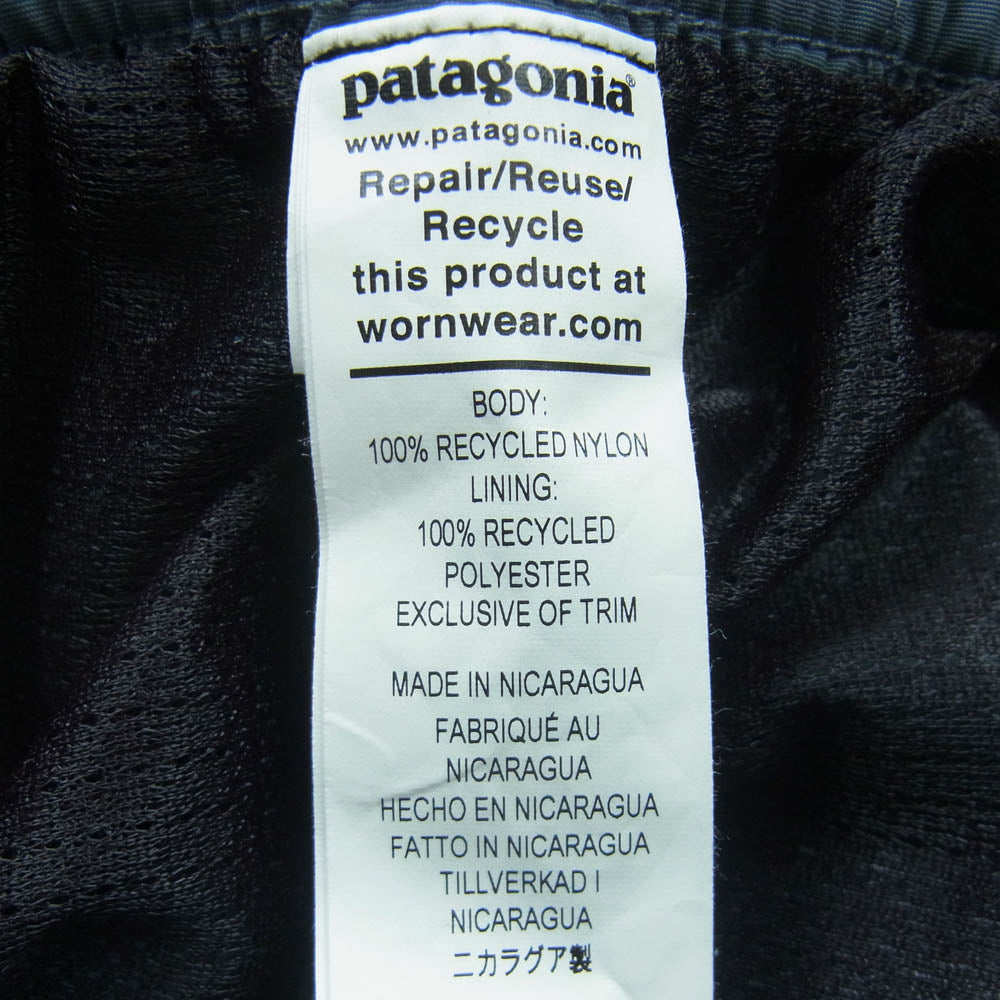 patagonia®
www.patagonia.com
Repair/Reuse/
Recycle
this product at
wornwear.com
BODY:
100% RECYCLED NYLON
LINING:
100% RECYCLED
POLYESTER
EXCLUSIVE OF TRIM
MADE IN NICARAGUA
FABRIQUÉ AU
NICARAGUA
HECHO EN NICARAGUA
FATTO IN NICARAGUA
TILLVERKAD I
NICARAGUA
ニカラグア製